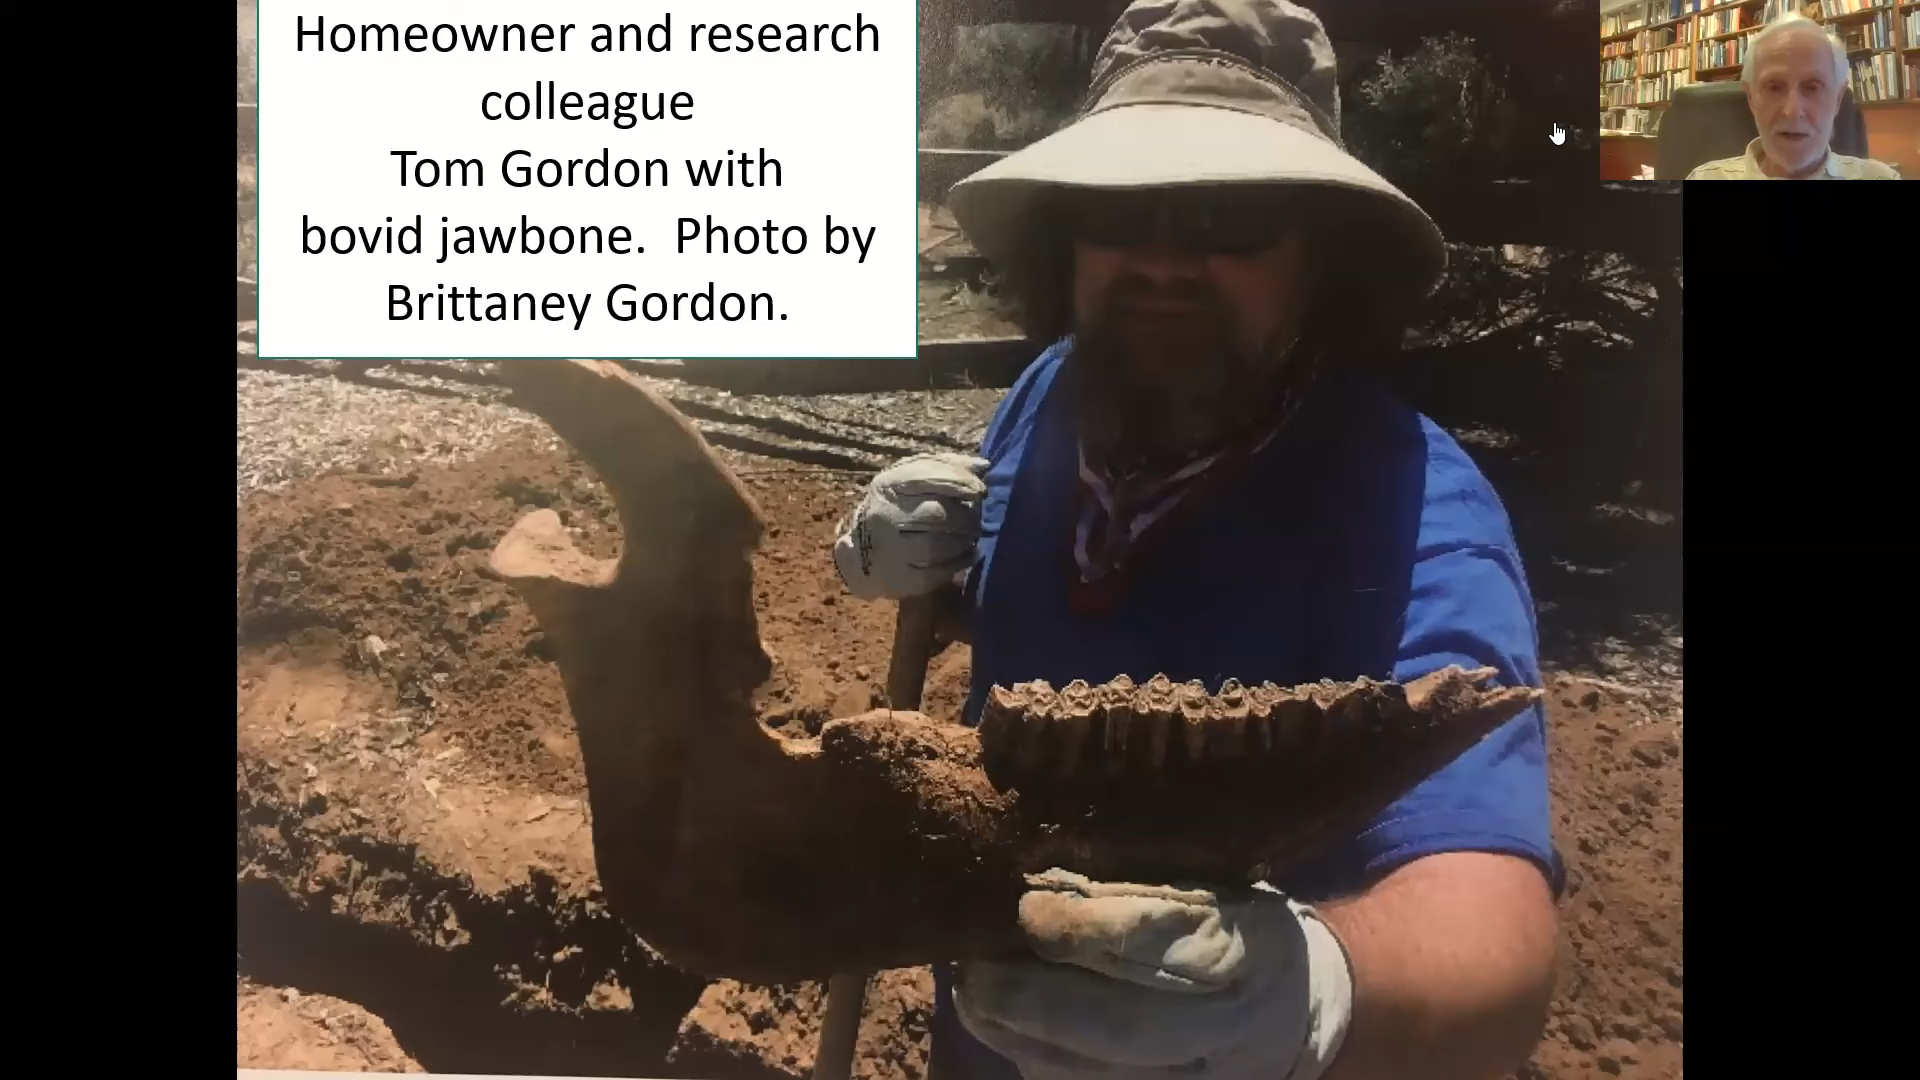 Homeowner and research
colleague
Tom Gordon with
bovid jawbone.  Photo by
Brittaney Gordon.